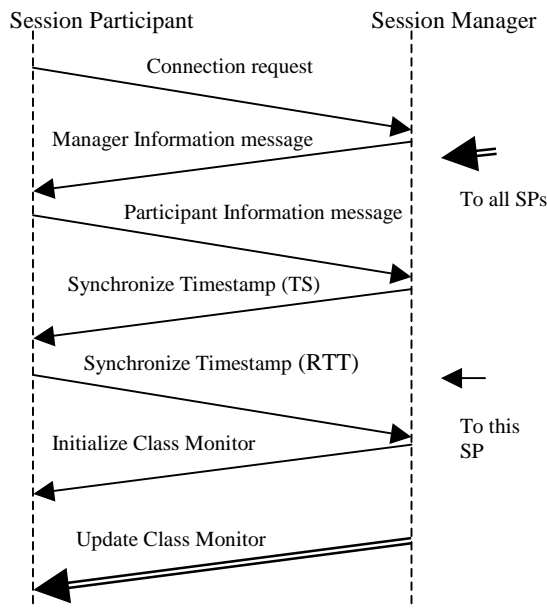 Session Participant
Session Manager
Connection request
Manager Information message
To all SPs
Participant Information message
Synchronize Timestamp (TS)
Synchronize Timestamp (RTT)
To this
SP
Initialize Class Monitor
Update Class Monitor